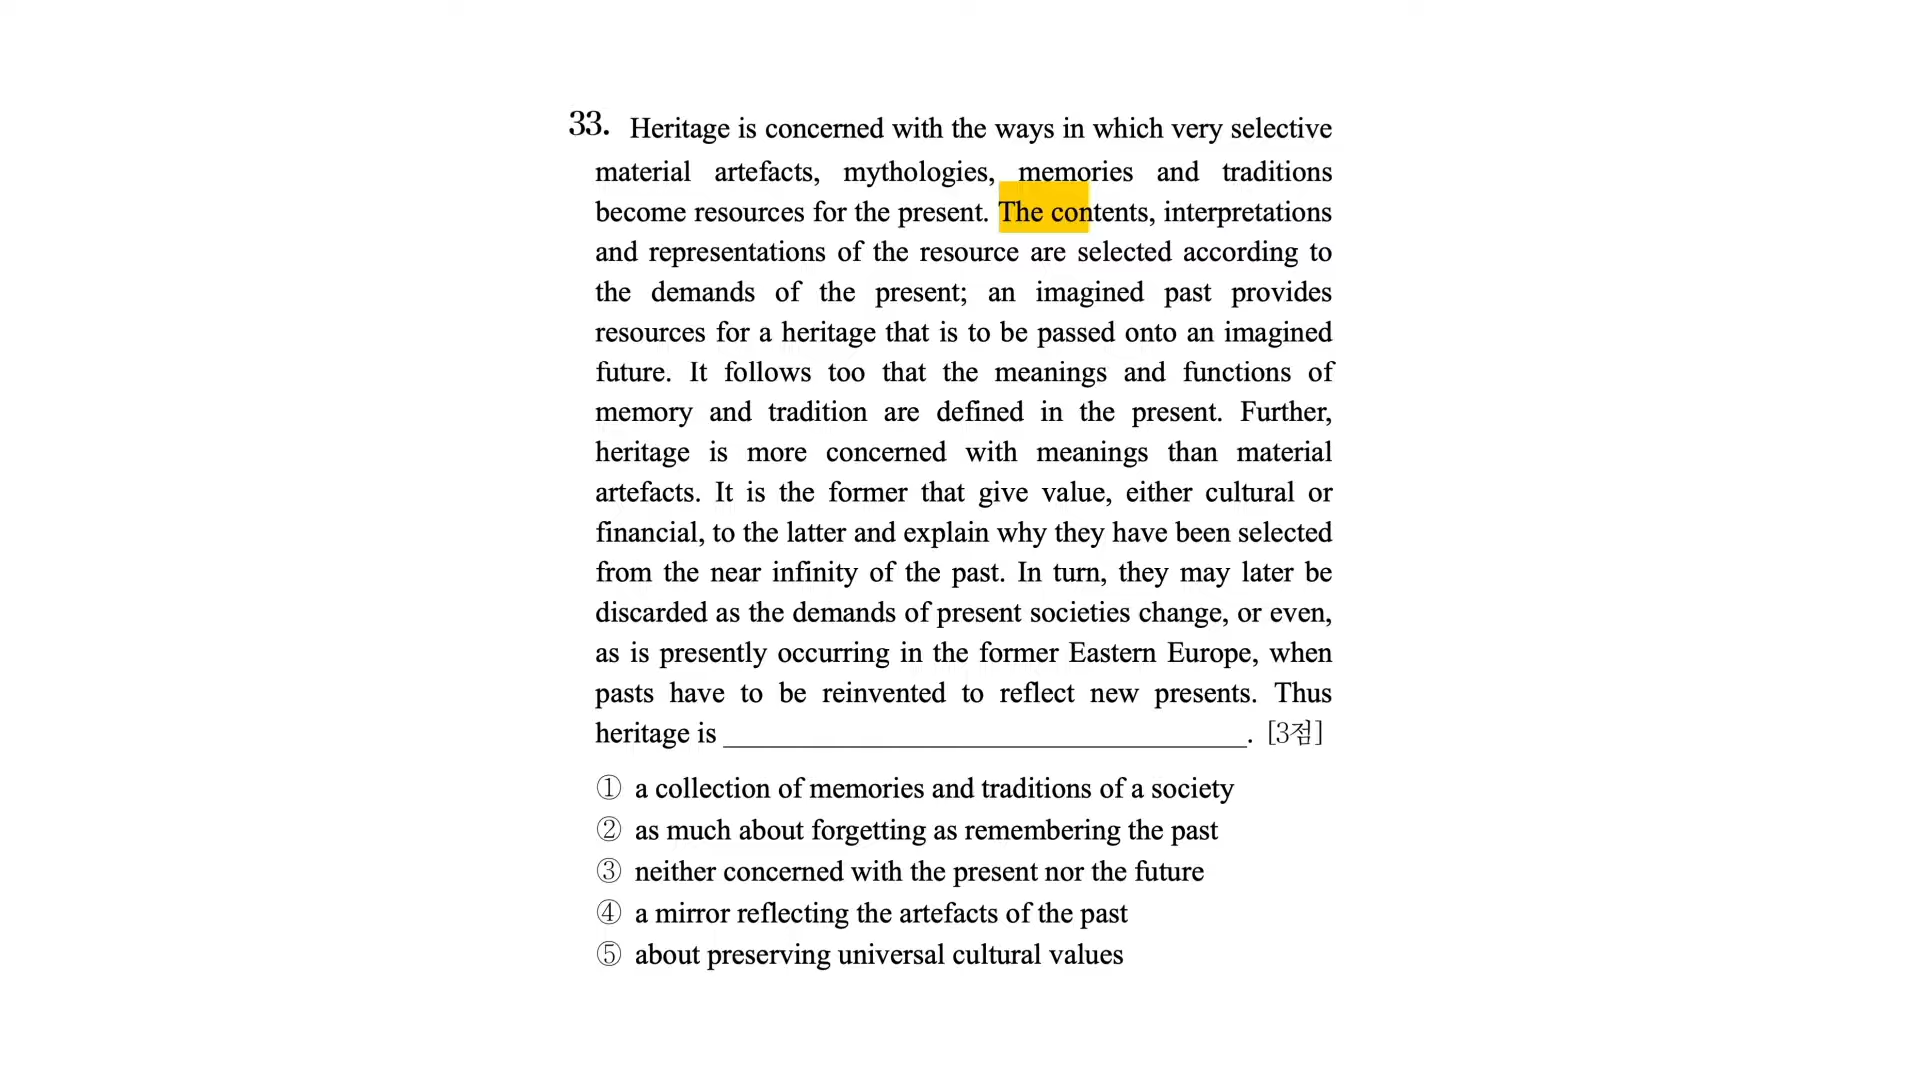 33. Heritage is concerned with the ways in which very selective
material artefacts, mythologies, memories and traditions
become resources for the present. The contents, interpretations
and representations of the resource are selected according to
the demands of the present; an imagined past provides
resources for a heritage that is to be passed onto an imagined
future. It follows too that the meanings and functions of
memory and tradition are defined in the present. Further,
heritage is more concerned with meanings than material
artefacts. It is the former that give value, either cultural or
financial, to the latter and explain why they have been selected
from the near infinity of the past. In turn, they may later be
discarded as the demands of present societies change, or even,
as is presently occurring in the former Eastern Europe, when
pasts have to be reinvented to reflect new presents. Thus
heritage is ______________________________. [3점]
① a collection of memories and traditions of a society
② as much about forgetting as remembering the past
③ neither concerned with the present nor the future
④ a mirror reflecting the artefacts of the past
⑤ about preserving universal cultural values